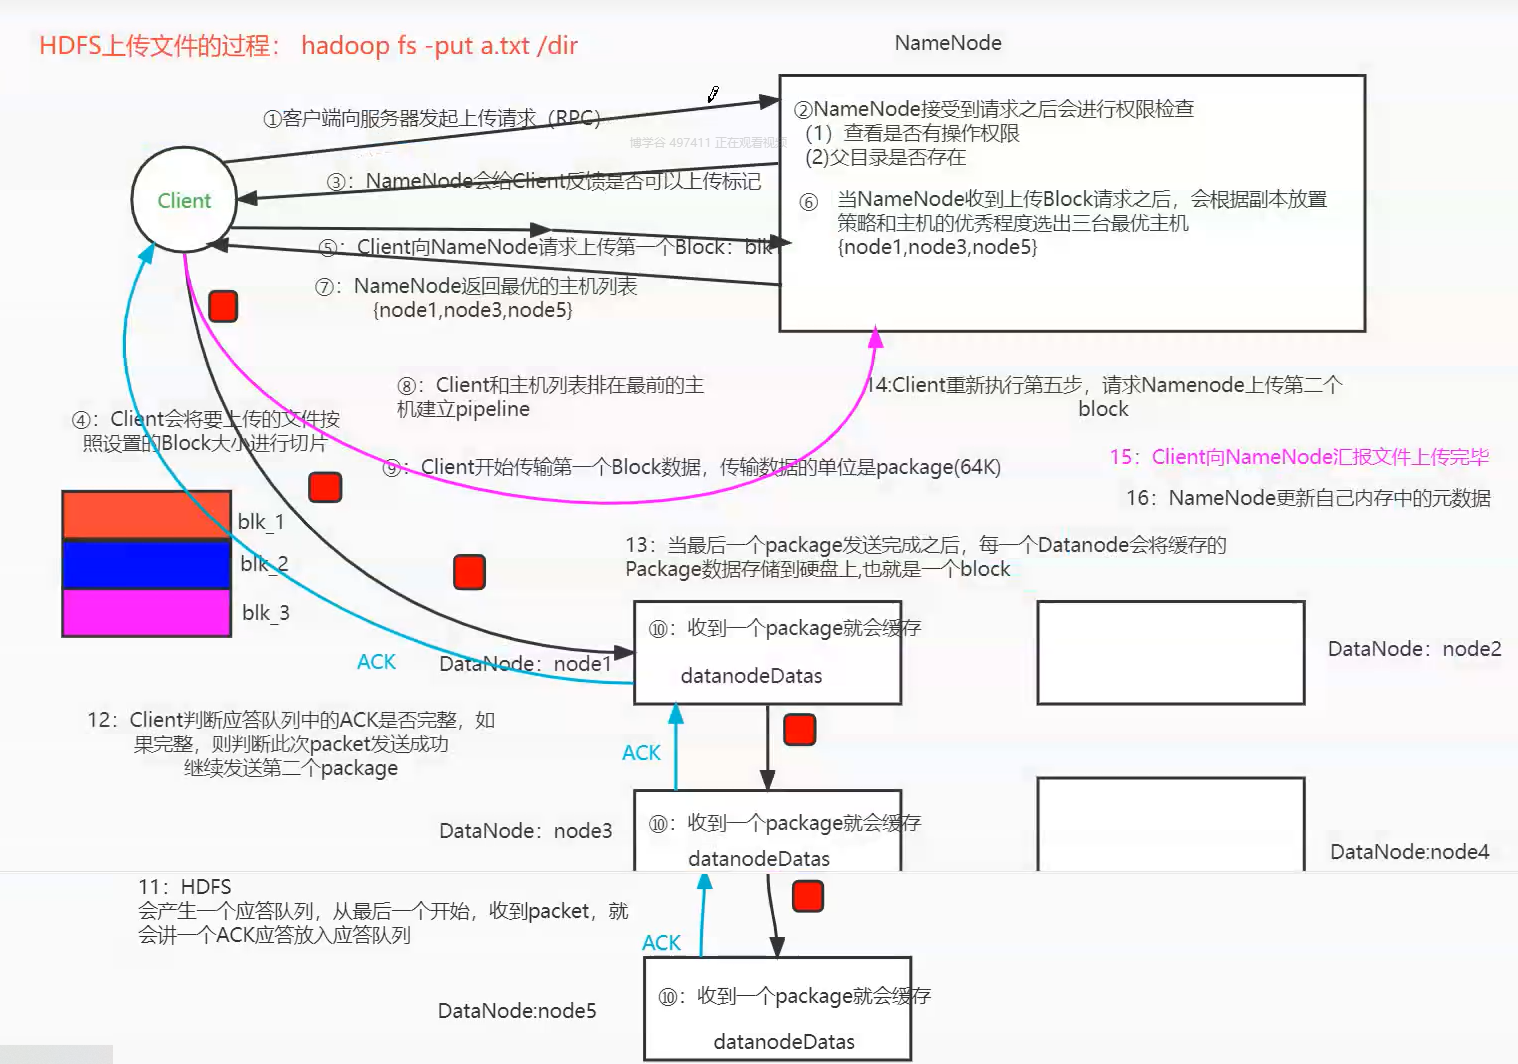 HDFS上传文件的过程： hadoop fs -put a.txt /dir
NameNode
①客户端向服务器发起上传请求（RPC）
博学谷 497411 正在观看视频
②NameNode接受到请求之后会进行权限检查
（1）查看是否有操作权限
(2)父目录是否存在
③：NameNode会给Client反馈是否可以上传标记
Client
⑥ 当NameNode收到上传Block请求之后，会根据副本放置
策略和主机的优秀程度选出三台最优主机
{node1,node3,node5}
⑤：Client向NameNode请求上传第一个Block：blk
⑦：NameNode返回最优的主机列表
{node1,node3,node5}
⑧：Client和主机列表排在最前的主
机建立pipeline
14:Client重新执行第五步，请求Namenode上传第二个
block
④：Client会将要上传的文件按
照设置的Block大小进行切片
⑨：Client开始传输第一个Block数据，传输数据的单位是package(64K)
15：Client向NameNode汇报文件上传完毕
16：NameNode更新自己内存中的元数据
blk_1
blk_2
blk_3
13：当最后一个package发送完成之后，每一个Datanode会将缓存的
Package数据存储到硬盘上,也就是一个block
⑩：收到一个package就会缓存
datanodeDatas
DataNode：node1
DataNode：node2
ACK
12：Client判断应答队列中的ACK是否完整，如
果完整，则判断此次packet发送成功
继续发送第二个package
ACK
DataNode：node3
⑩：收到一个package就会缓存
datanodeDatas
DataNode:node4
11：HDFS
会产生一个应答队列，从最后一个开始，收到packet，就
会讲一个ACK应答放入应答队列
ACK
DataNode:node5
⑩：收到一个package就会缓存
datanodeDatas